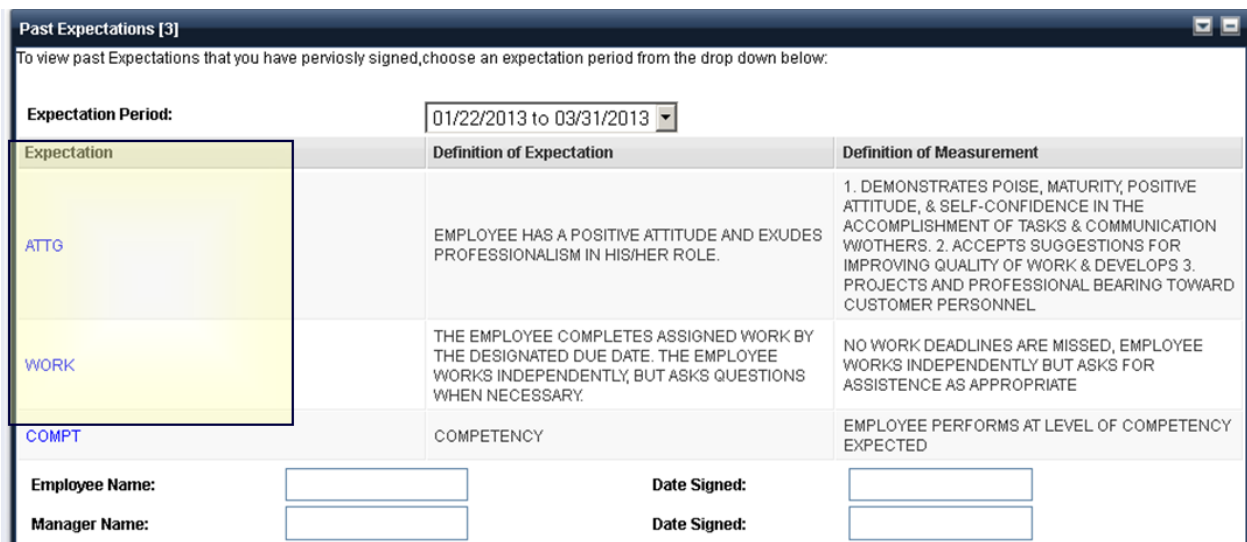 Past Expectations [3]
To view past Expectations that you have perviosly signed,choose an expectation period from the drop down below:
Expectation Period:
01/22/2013 to 03/31/2013
Expectation
Definition of Expectation
Definition of Measurement
ATTG
EMPLOYEE HAS A POSITIVE ATTITUDE AND EXUDES
PROFESSIONALISM IN HIS/HER ROLE.
1. DEMONSTRATES POISE, MATURITY, POSITIVE
ATTITUDE, & SELF-CONFIDENCE IN THE
ACCOMPLISHMENT OF TASKS & COMMUNICATION
W/OTHERS. 2. ACCEPTS SUGGESTIONS FOR
IMPROVING QUALITY OF WORK & DEVELOPS 3.
PROJECTS AND PROFESSIONAL BEARING TOWARD
CUSTOMER PERSONNEL
WORK
THE EMPLOYEE COMPLETES ASSIGNED WORK BY
THE DESIGNATED DUE DATE. THE EMPLOYEE
WORKS INDEPENDENTLY, BUT ASKS QUESTIONS
WHEN NECESSARY.
NO WORK DEADLINES ARE MISSED, EMPLOYEE
WORKS INDEPENDENTLY BUT ASKS FOR
ASSISTENCE AS APPROPRIATE
COMPT
COMPETENCY
EMPLOYEE PERFORMS AT LEVEL OF COMPETENCY
EXPECTED
Employee Name:
Date Signed:
Manager Name:
Date Signed: